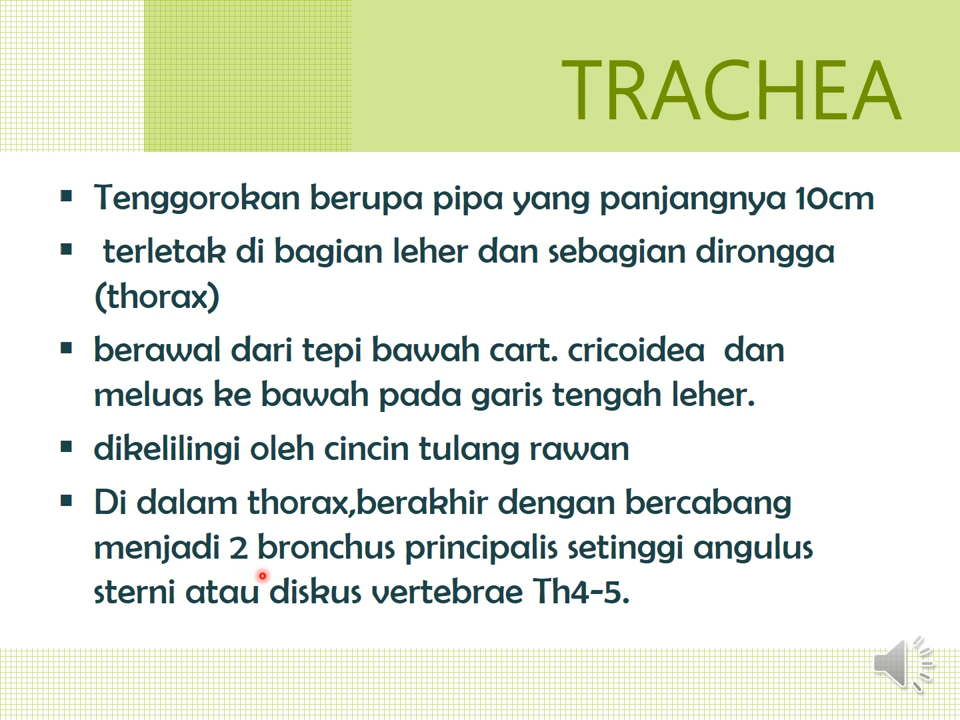 TRACHEA
▪ Tenggorokan berupa pipa yang panjangnya 10cm
▪ terletak di bagian leher dan sebagian dirongga
(thorax)
▪ berawal dari tepi bawah cart. cricoidea dan
meluas ke bawah pada garis tengah leher.
▪ dikelilingi oleh cincin tulang rawan
▪ Di dalam thorax,berakhir dengan bercabang
menjadi 2 bronchus principalis setinggi angulus
sterni atau diskus vertebrae Th4-5.